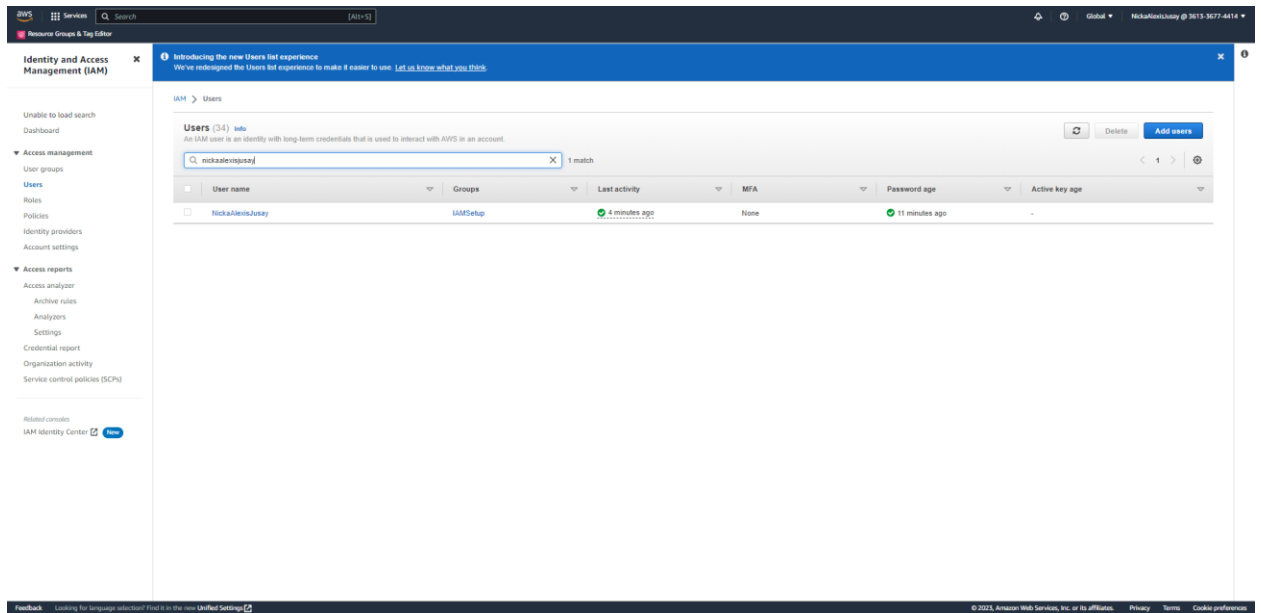 aws Services Search [Alt+S] Global NickaAlexisJusay @ 3613-3677-4414
Resource Groups & Tag Editor
Identity and Access Management (IAM)
Unable to load search
Dashboard
Access management
User groups
Users
Roles
Policies
Identity providers
Account settings
Access reports
Access analyzer
Archive rules
Analyzers
Settings
Credential report
Organization activity
Service control policies (SCPs)
Related consoles
IAM Identity Center New
Introducing the new Users list experience
We've redesigned the Users list experience to make it easier to use. Let us know what you think.
IAM > Users
Users (34) Info
An IAM user is an identity with long-term credentials that is used to interact with AWS in an account.
Delete Add users
nickaalexisjusay 1 match
1
User name Groups Last activity MFA Password age Active key age
NickaAlexisJusay IAMSetup 4 minutes ago None 11 minutes ago -
Feedback Looking for language selection? Find it in the new Unified Settings © 2023, Amazon Web Services, Inc. or its affiliates. Privacy Terms Cookie preferences